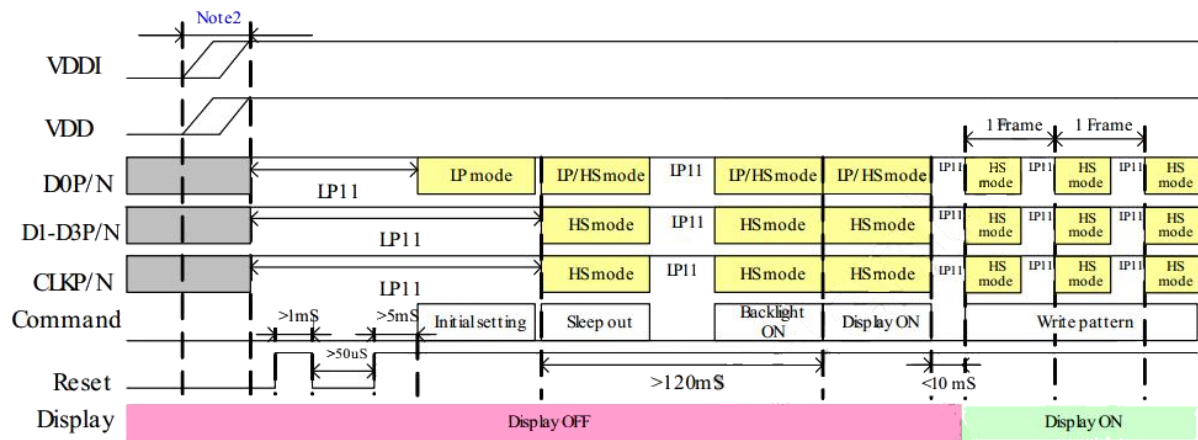 Note2
VDDI
VDD
1 Frame 1 Frame
D0P/N LP11 LP mode LP/HS mode LP11 LP/HS mode LP/HS mode LP11 HS mode LP11 HS mode LP11 HS mode
D1-D3P/N LP11 HS mode LP11 HS mode HS mode LP11 HS mode LP11 HS mode LP11 HS mode
CLKP/N LP11 HS mode LP11 HS mode HS mode LP11 HS mode LP11 HS mode LP11 HS mode
Command >1mS >5mS Initial setting Sleep out Backlight ON Display ON Write pattern
Reset >50uS >120mS <10 mS
Display Display OFF Display ON